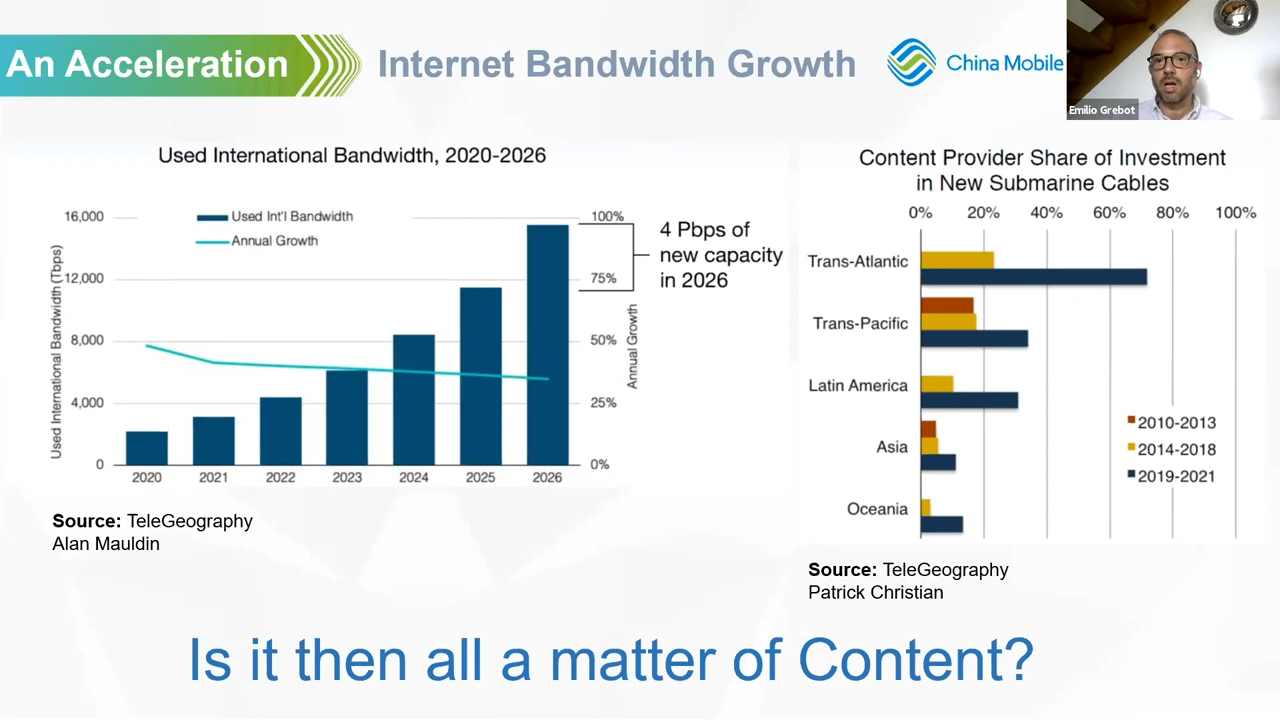 An Acceleration
Internet Bandwidth Growth
China Mobile
Emilio Grebot
Used International Bandwidth, 2020-2026
Used Int'l Bandwidth
Annual Growth
Used International Bandwidth (Tbps)
16,000
12,000
8,000
4,000
0
100%
75%
50%
25%
0%
Annual Growth
2020 2021 2022 2023 2024 2025 2026
4 Pbps of
new capacity
in 2026
Source: TeleGeography
Alan Mauldin
Content Provider Share of Investment
in New Submarine Cables
0% 20% 40% 60% 80% 100%
Trans-Atlantic
Trans-Pacific
Latin America
Asia
Oceania
2010-2013
2014-2018
2019-2021
Source: TeleGeography
Patrick Christian
Is it then all a matter of Content?